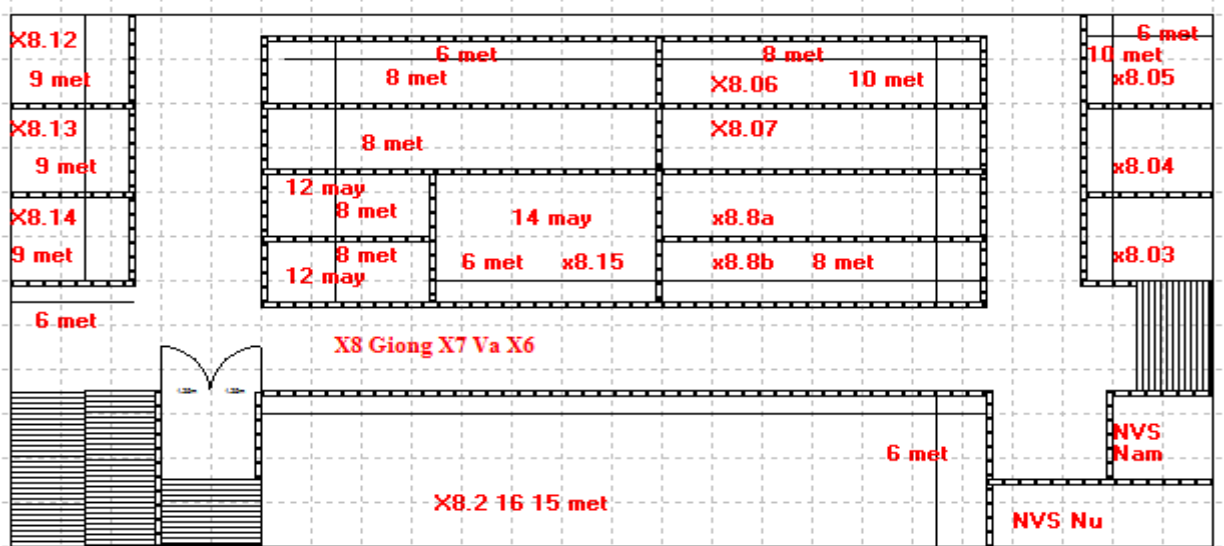 X8.12
9 met
X8.13
9 met
X8.14
9 met
6 met
6 met
8 met
8 met
12 may
8 met
8 met
12 may
14 may
6 met
x8.15
8 met
X8.06
10 met
X8.07
x8.8a
x8.8b
8 met
6 met
10 met
x8.05
x8.04
x8.03
X8 Giong X7 Va X6
6 met
X8.2 16 15 met
NVS
Nam
NVS Nu